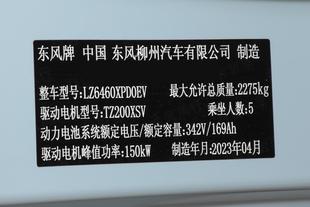 东风牌 中国 东风柳州汽车有限公司 制造
整车型号:LZ6460XPD0EV 最大允许总质量:2275kg
驱动电机型号:TZ200XSV 乘坐人数:5
动力电池系统额定电压/额定容量:342V/169Ah
驱动电机峰值功率:150kW 制造年月:2023年04月